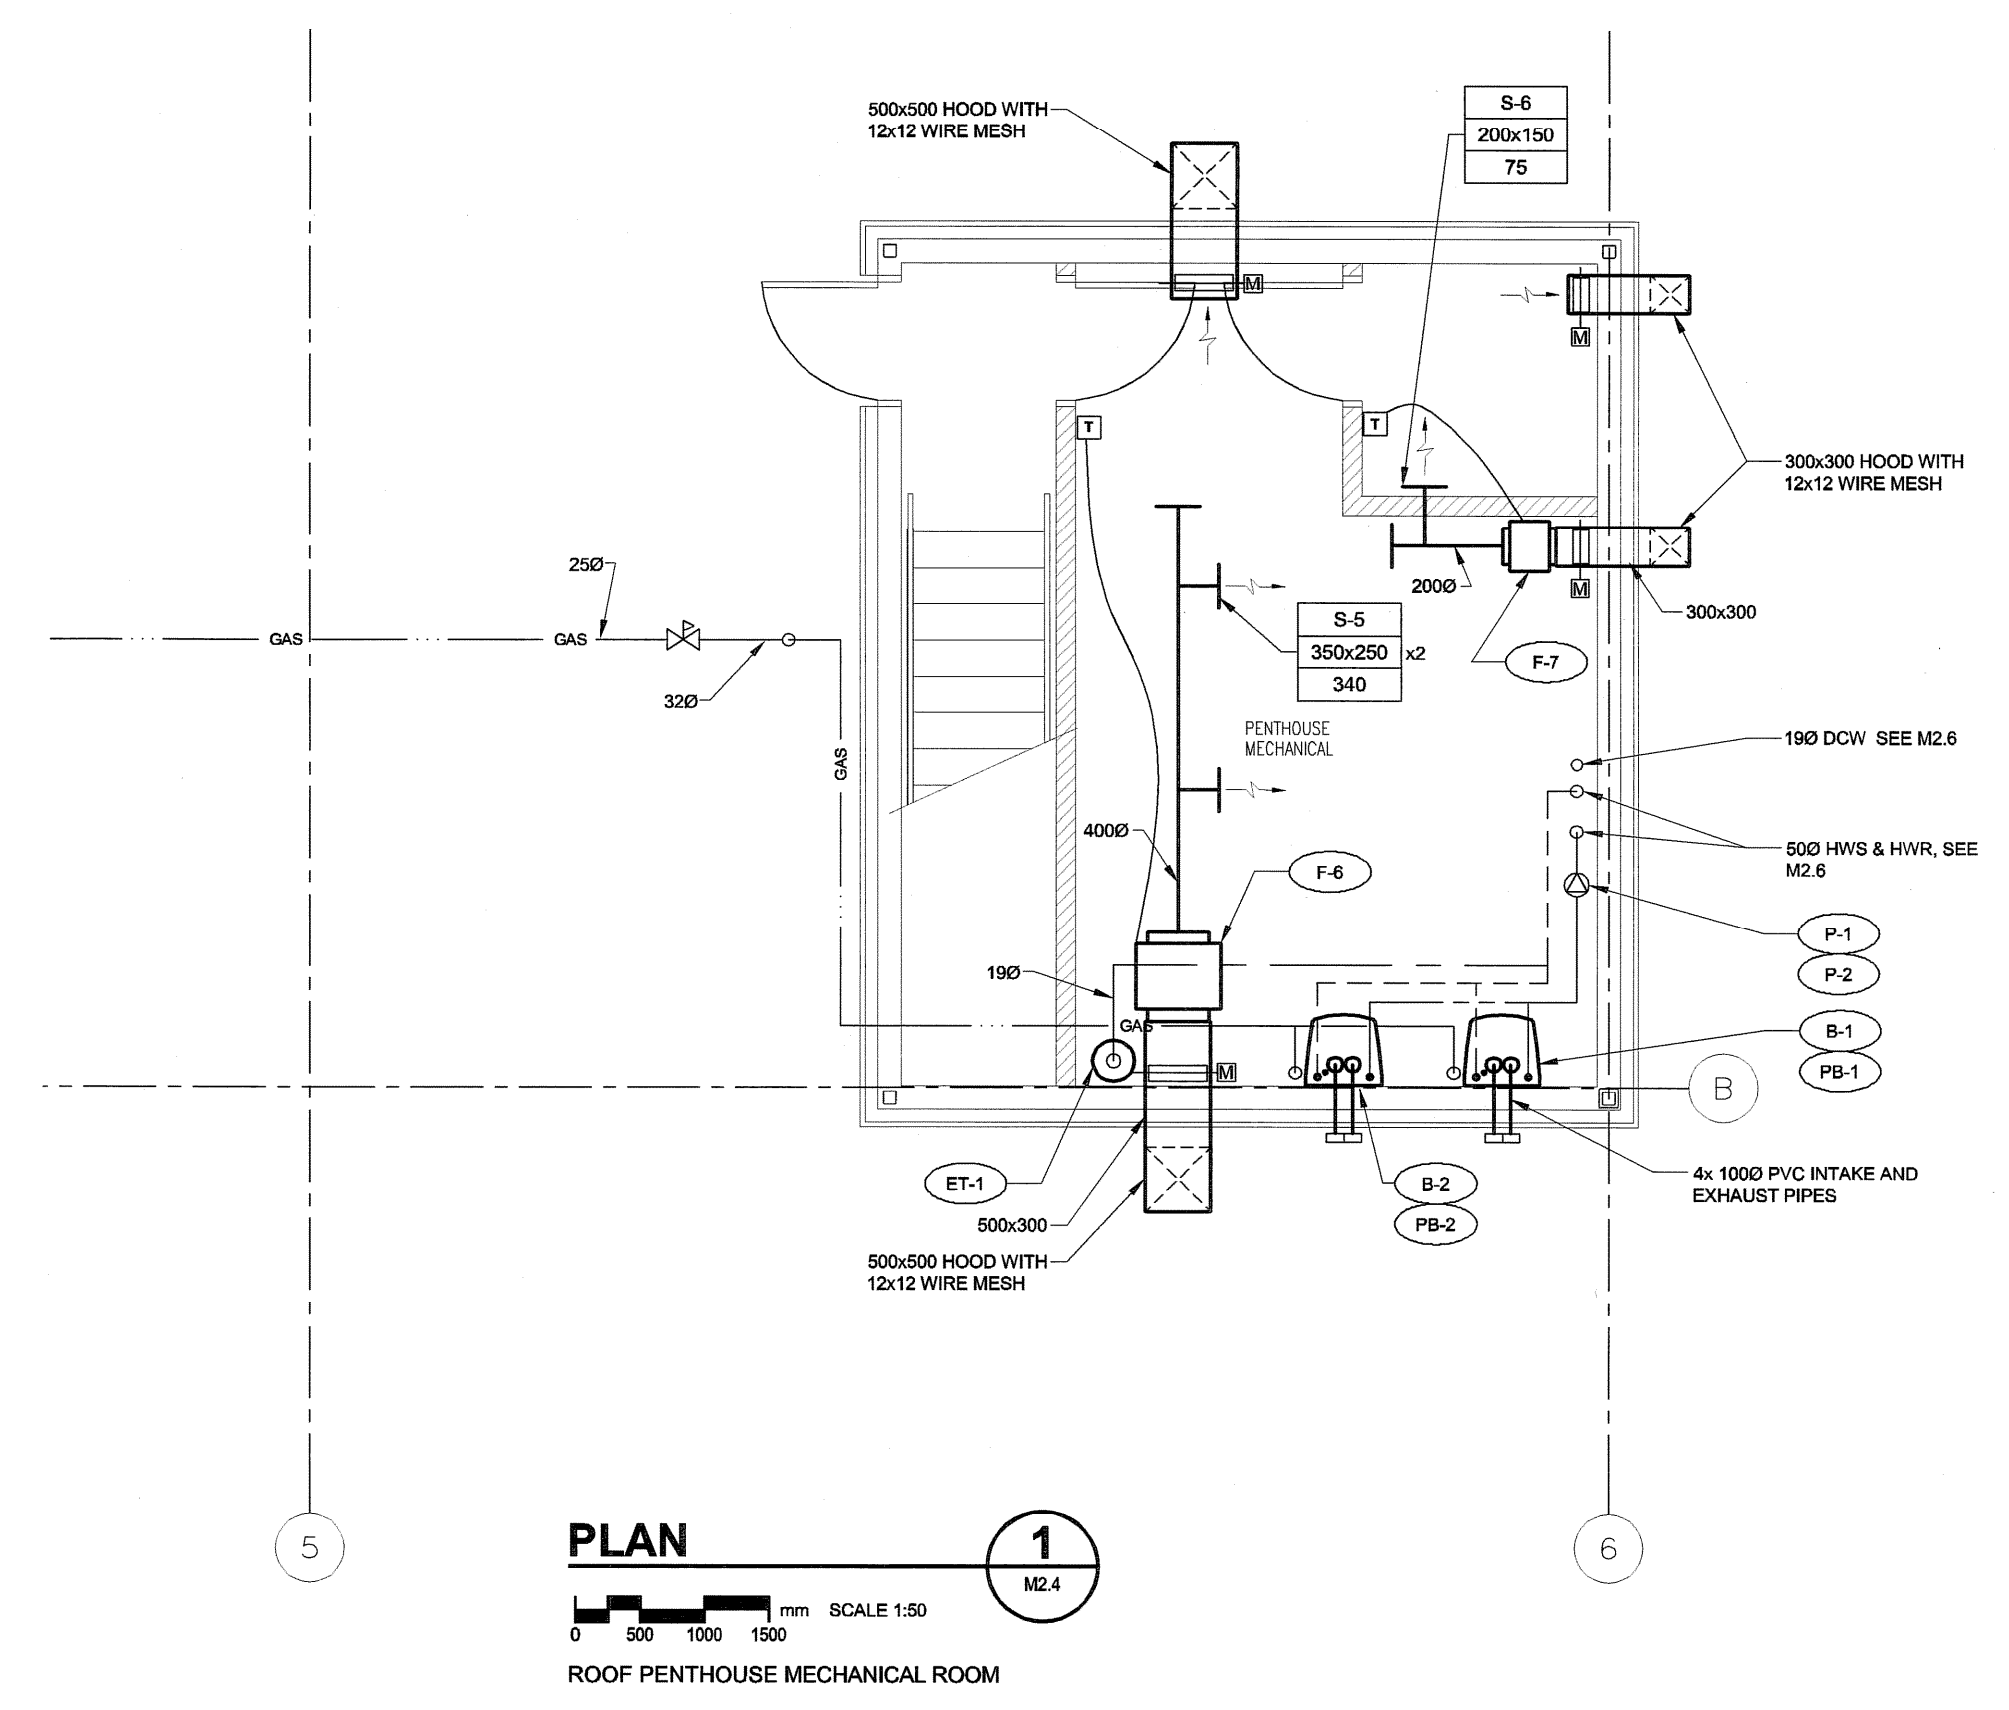 500x500 HOOD WITH
12x12 WIRE MESH
S-6
200x150
75
M
M
T
T
300x300 HOOD WITH
12x12 WIRE MESH
25Ø
200Ø
M
300x300
S-5
350x250 x2
340
F-7
GAS
GAS
32Ø
GAS
PENTHOUSE
MECHANICAL
19Ø DCW SEE M2.6
400Ø
50Ø HWS & HWR, SEE
M2.6
F-6
P-1
P-2
19Ø
GAS
B-1
PB-1
M
B
ET-1
B-2
PB-2
4x 100Ø PVC INTAKE AND
EXHAUST PIPES
500x300
500x500 HOOD WITH
12x12 WIRE MESH
5
6
PLAN
1
M2.4
mm SCALE 1:50
0 500 1000 1500
ROOF PENTHOUSE MECHANICAL ROOM